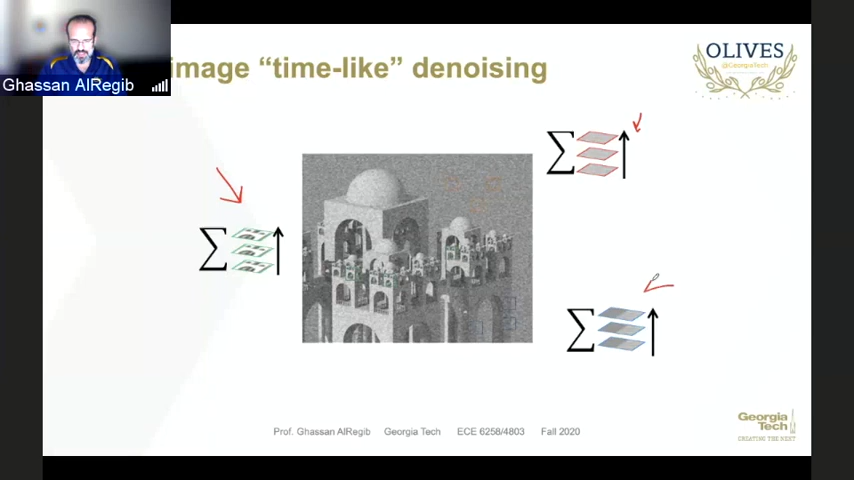 image “time-like” denoising
Ghassan AlRegib
OLIVES
@GeorgiaTech
∑
∑
∑
Prof. Ghassan AlRegib Georgia Tech ECE 6258/4803 Fall 2020
Georgia
Tech
CREATING THE NEXT